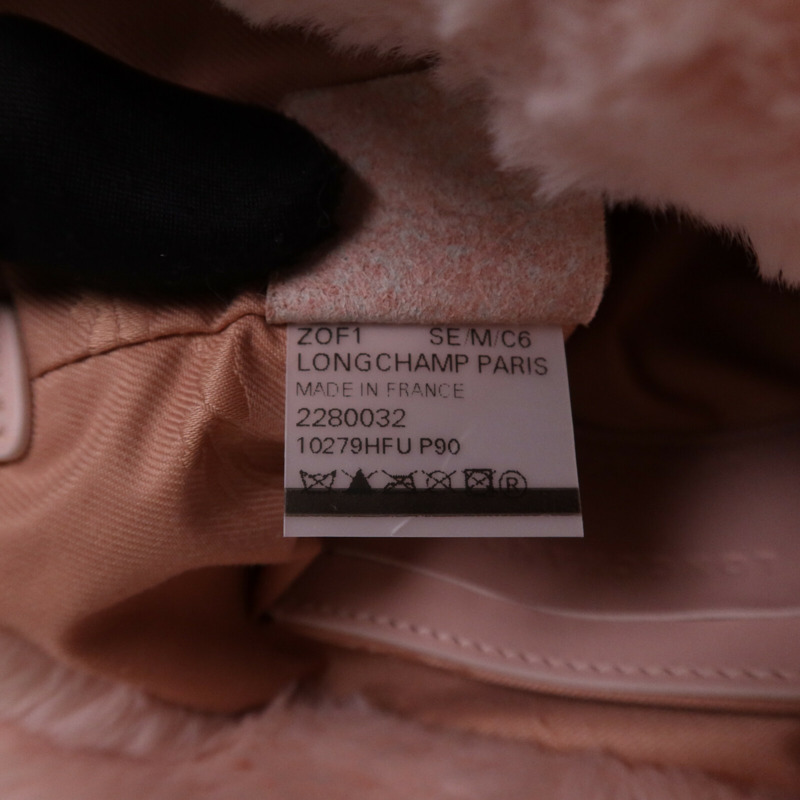 ZOF1 SE/M/C6
LONGCHAMP PARIS
MADE IN FRANCE
2280032
10279HFU P90
R